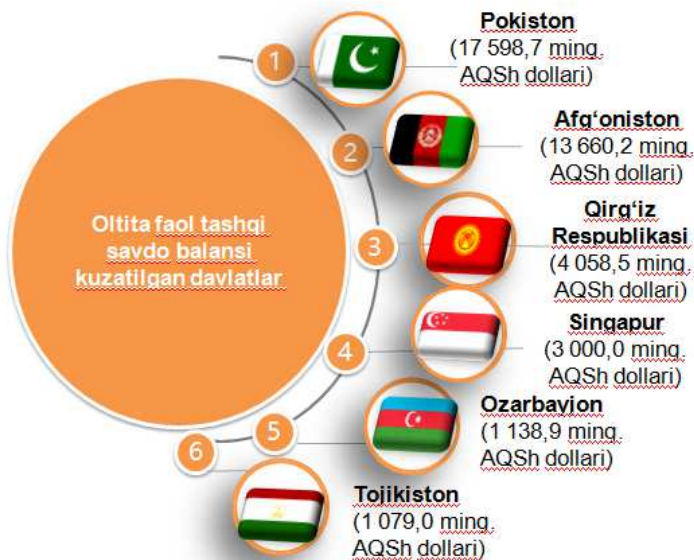 Oltita faol tashqi
savdo balansi
kuzatilgan davlatlar
1
Pokiston
(17 598,7 ming.
AQSh dollari)
2
Afg‘oniston
(13 660,2 ming.
AQSh dollari)
3
Qirg‘iz
Respublikasi
(4 058,5 ming.
AQSh dollari)
4
Singapur
(3 000,0 ming.
AQSh dollari)
5
Ozarbayjon
(1 138,9 ming.
AQSh dollari)
6
Tojikiston
(1 079,0 ming.
AQSh dollari)